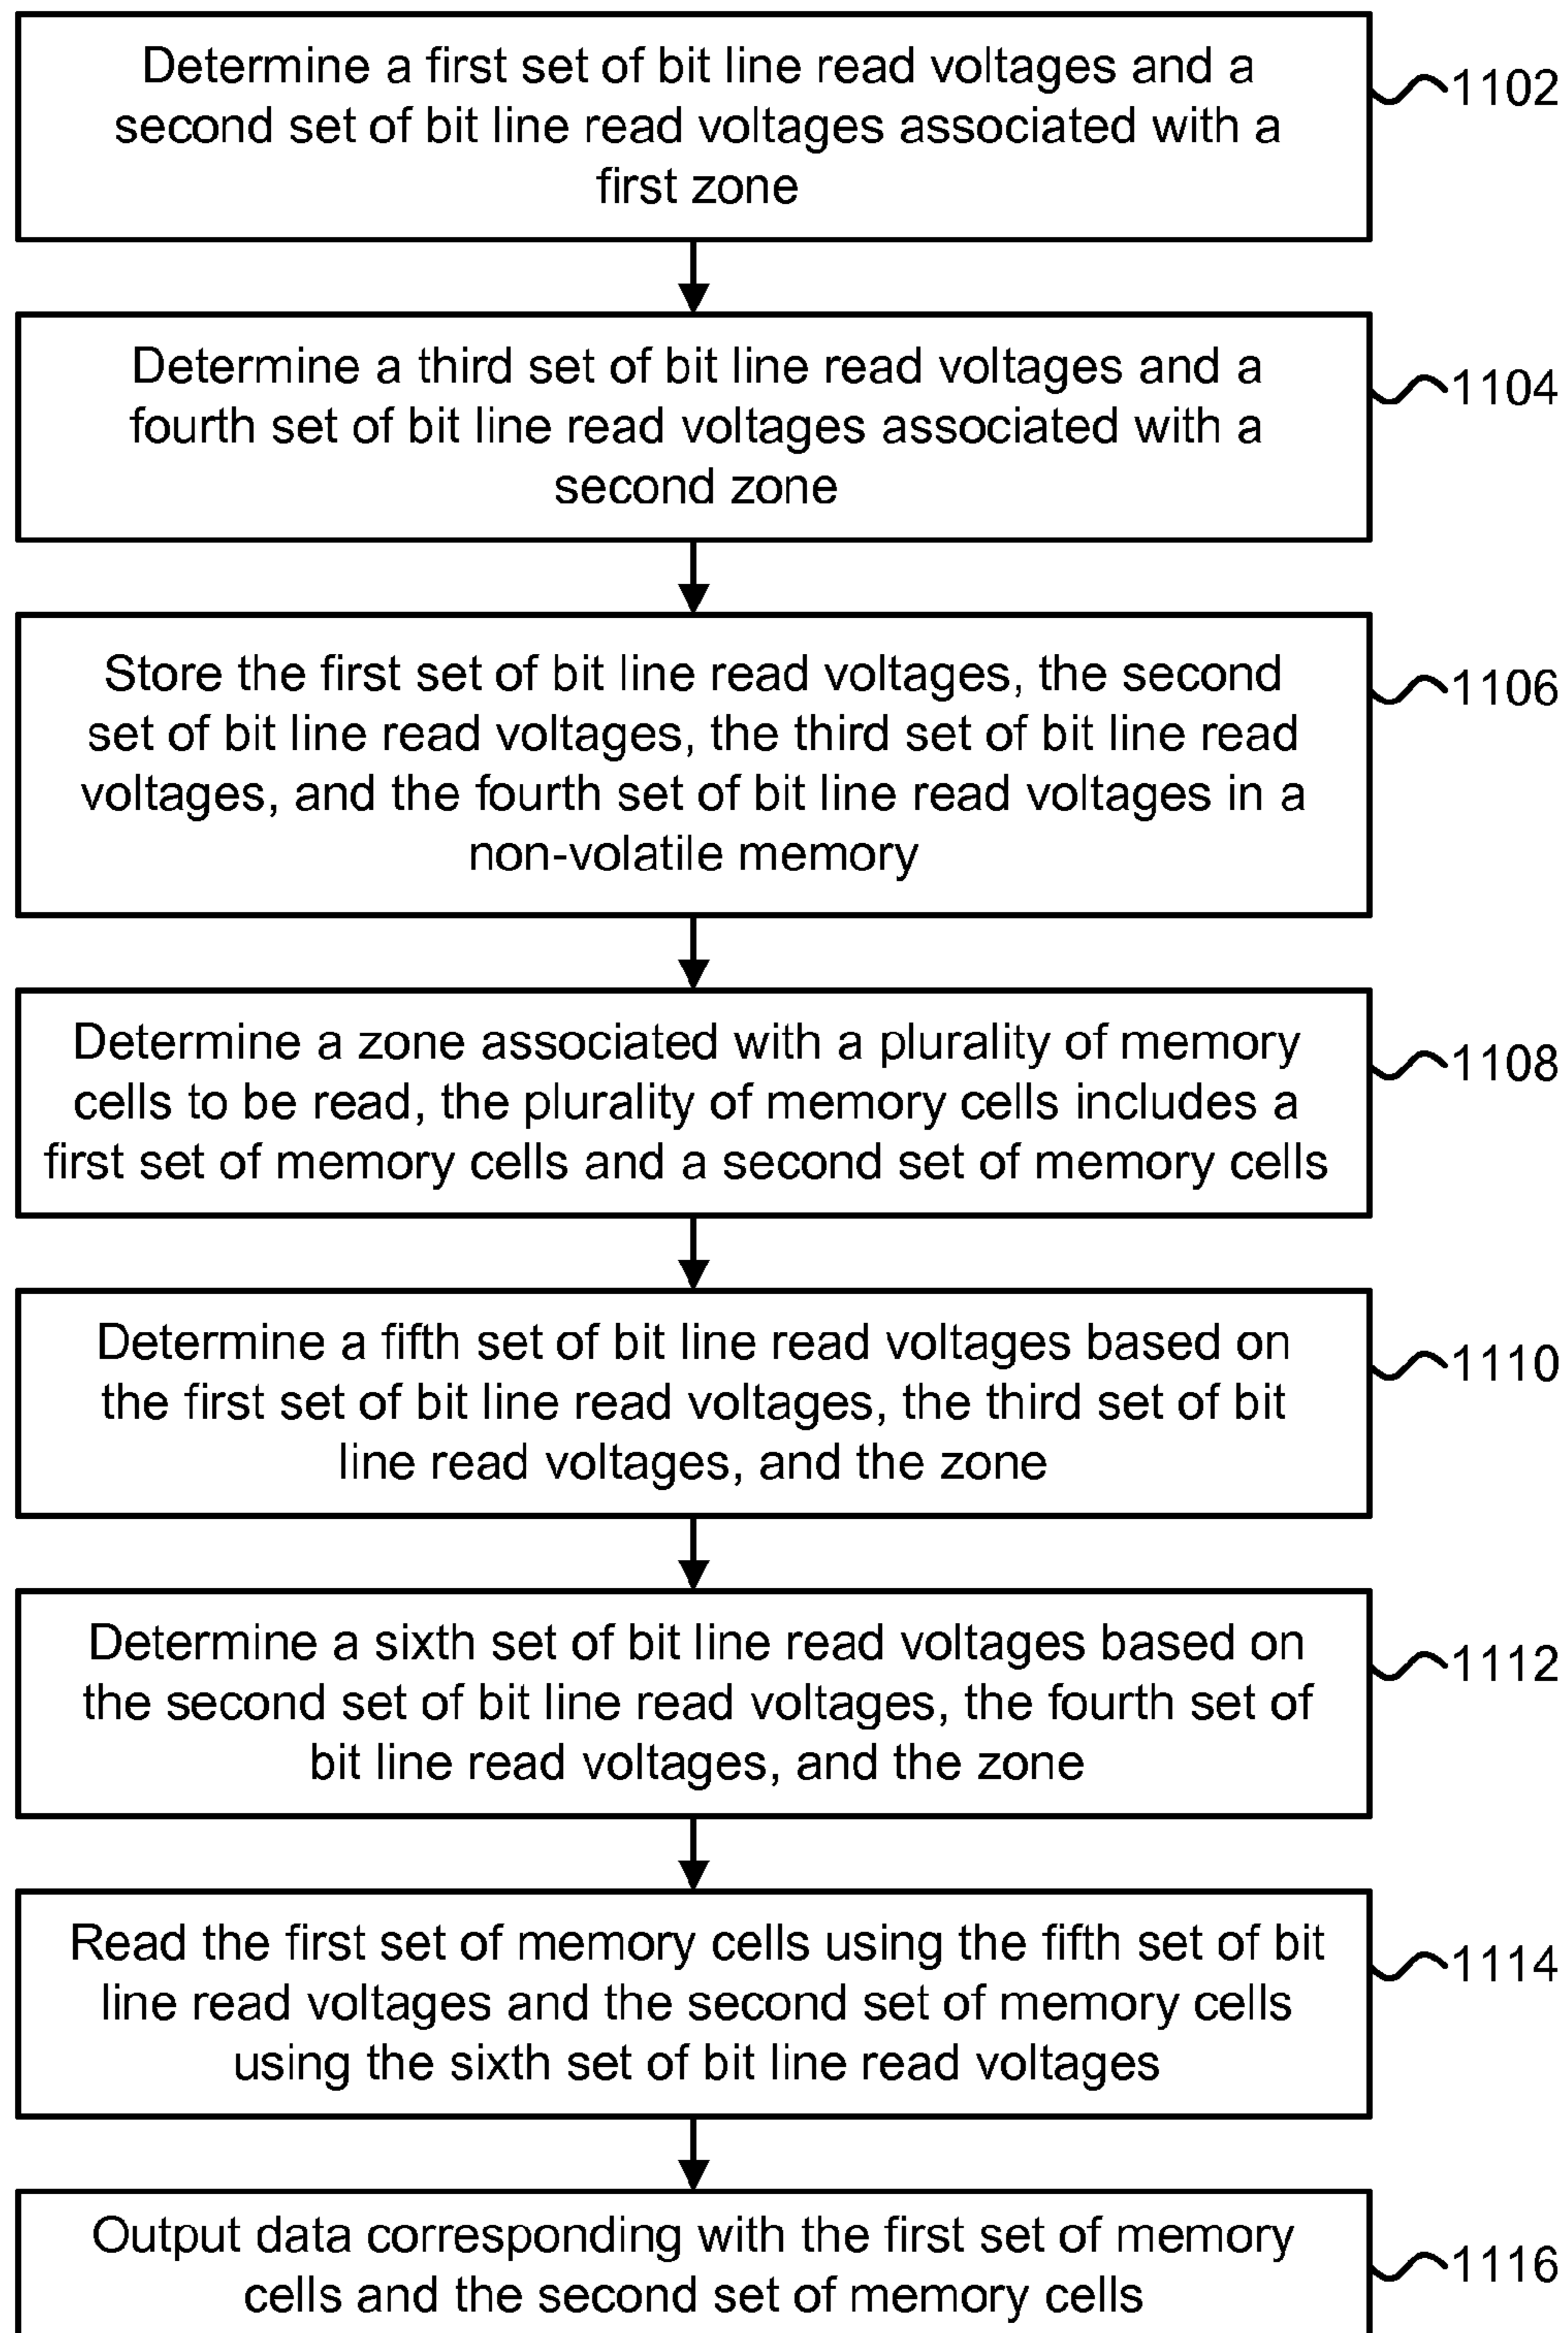 Determine a first set of bit line read voltages and a
second set of bit line read voltages associated with a
first zone
1102
Determine a third set of bit line read voltages and a
fourth set of bit line read voltages associated with a
second zone
1104
Store the first set of bit line read voltages, the second
set of bit line read voltages, the third set of bit line read
voltages, and the fourth set of bit line read voltages in a
non-volatile memory
1106
Determine a zone associated with a plurality of memory
cells to be read, the plurality of memory cells includes a
first set of memory cells and a second set of memory cells
1108
Determine a fifth set of bit line read voltages based on
the first set of bit line read voltages, the third set of bit
line read voltages, and the zone
1110
Determine a sixth set of bit line read voltages based on
the second set of bit line read voltages, the fourth set of
bit line read voltages, and the zone
1112
Read the first set of memory cells using the fifth set of bit
line read voltages and the second set of memory cells
using the sixth set of bit line read voltages
1114
Output data corresponding with the first set of memory
cells and the second set of memory cells
1116